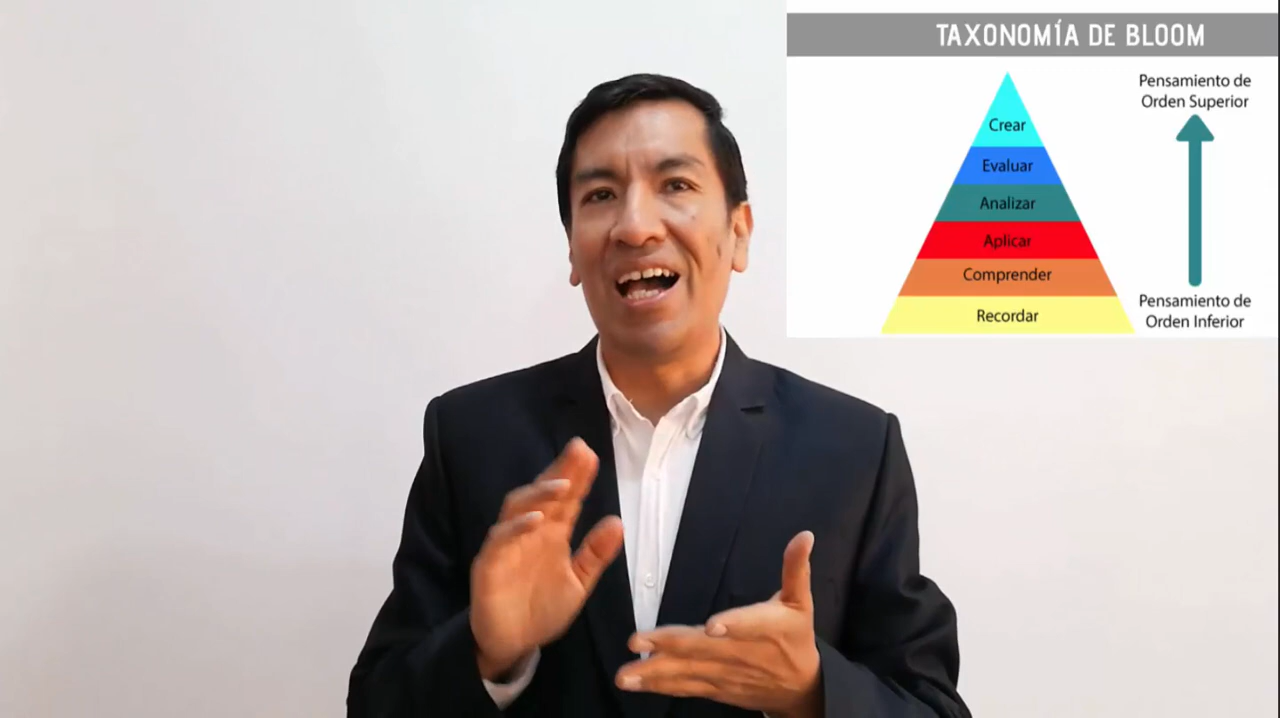 TAXONOMÍA DE BLOOM
Pensamiento de
Orden Superior
Crear
Evaluar
Analizar
Aplicar
Comprender
Recordar
Pensamiento de
Orden Inferior